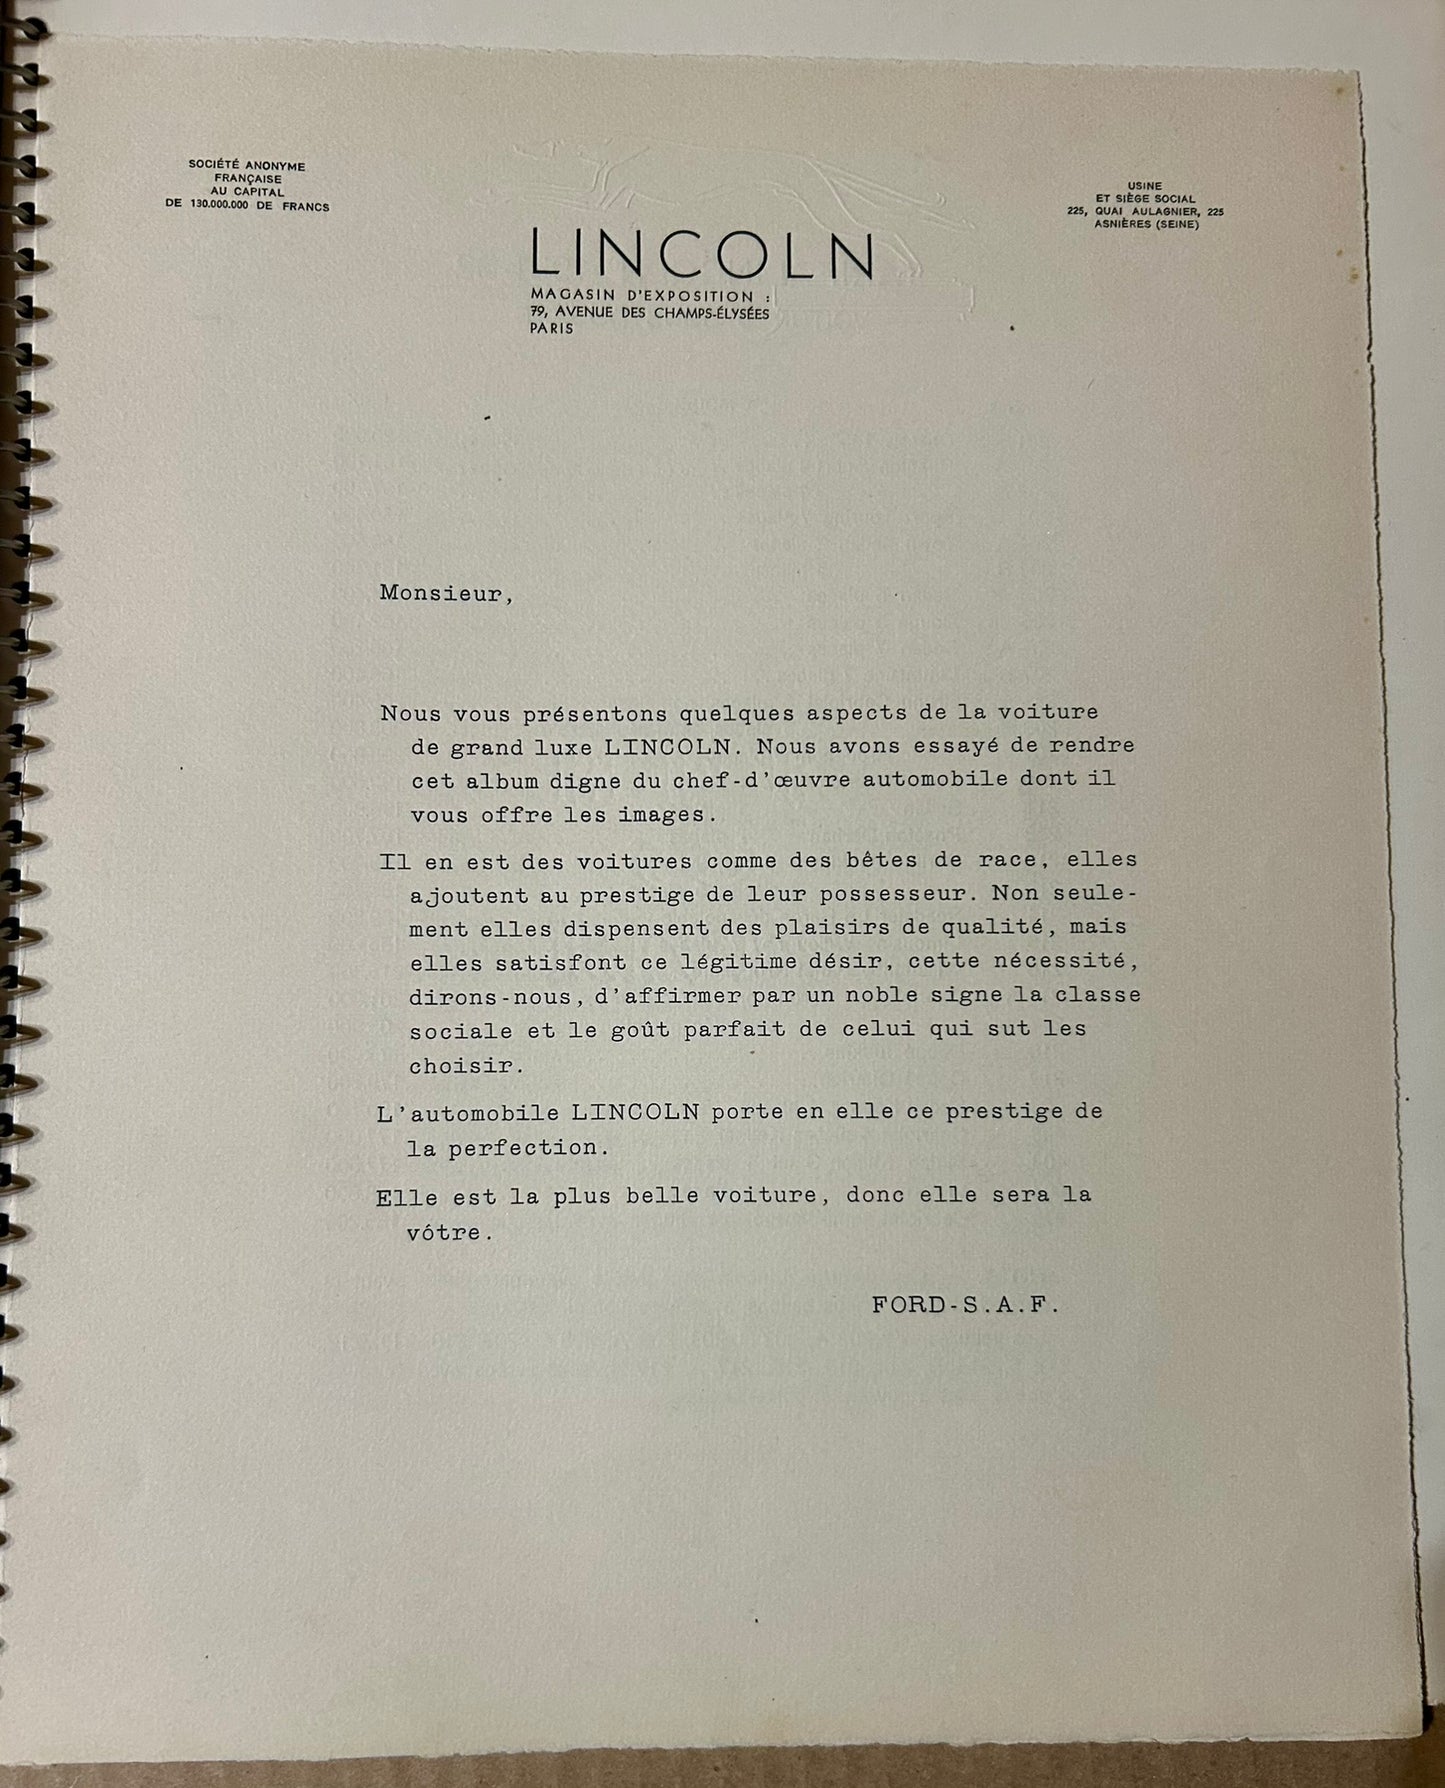 SOCIÉTÉ ANONYME
FRANÇAISE
AU CAPITAL
DE 130.000.000 DE FRANCS
LINCOLN
MAGASIN D'EXPOSITION :
79, AVENUE DES CHAMPS-ÉLYSÉES
PARIS
USINE
ET SIÈGE SOCIAL
225, QUAI AULAGNIER, 225
ASNIÈRES (SEINE)
Monsieur,
Nous vous présentons quelques aspects de la voiture
de grand luxe LINCOLN. Nous avons essayé de rendre
cet album digne du chef-d'œuvre automobile dont il
vous offre les images.
Il en est des voitures comme des bêtes de race, elles
ajoutent au prestige de leur possesseur. Non seule-
ment elles dispensent des plaisirs de qualité, mais
elles satisfont ce légitime désir, cette nécessité,
dirons-nous, d'affirmer par un noble signe la classe
sociale et le goût parfait de celui qui sut les
choisir.
L'automobile LINCOLN porte en elle ce prestige de
la perfection.
Elle est la plus belle voiture, donc elle sera la
vótre.
FORD-S.A.F.